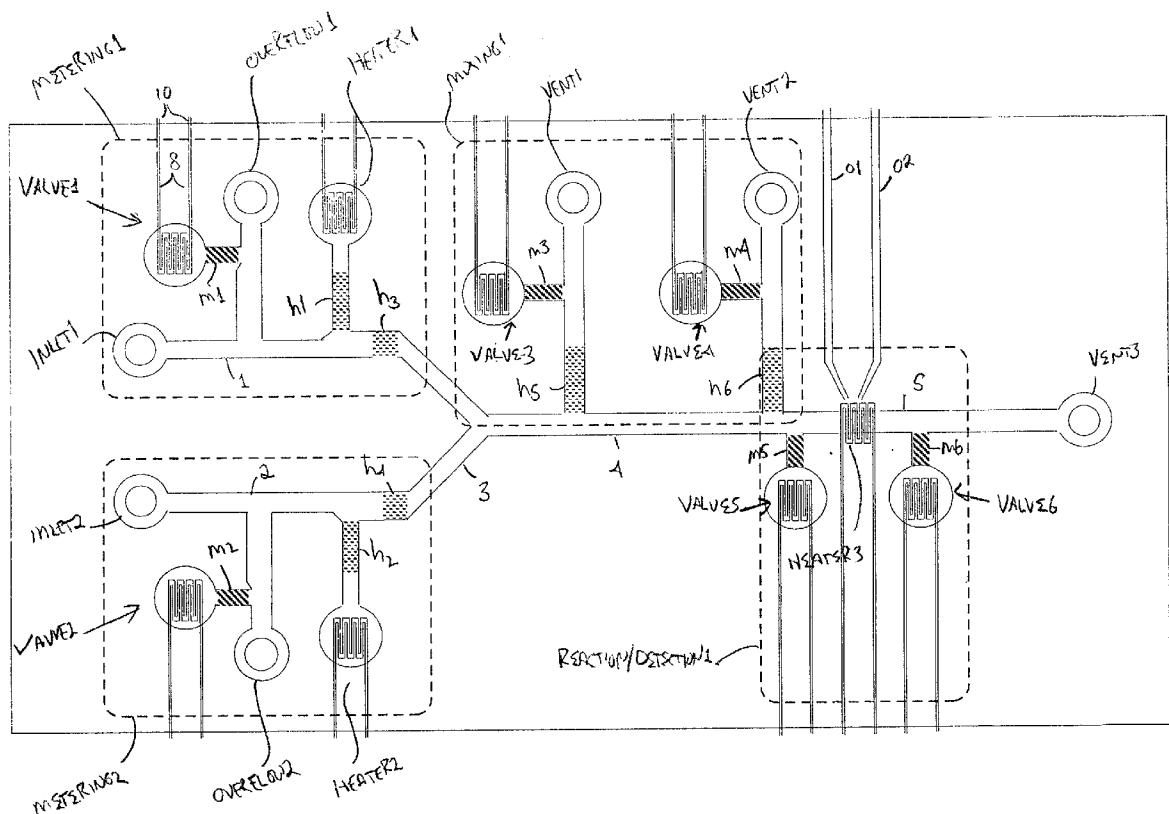 METERING1
OVERFLOW1
HEATER1
MIXING1
VENT1
VENT2
10
8
VALVE1
01
02
m1
h1
h3
m3
m4
INLET1
1
VALVE3
VALVE4
h5
h6
5
VENT3
2
h4
3
4
m5
m6
INLET2
m2
h2
VALVE5
VALVE6
HEATER3
VALVE2
REACTION/DETECTION1
METERING2
OVERFLOW2
HEATER2